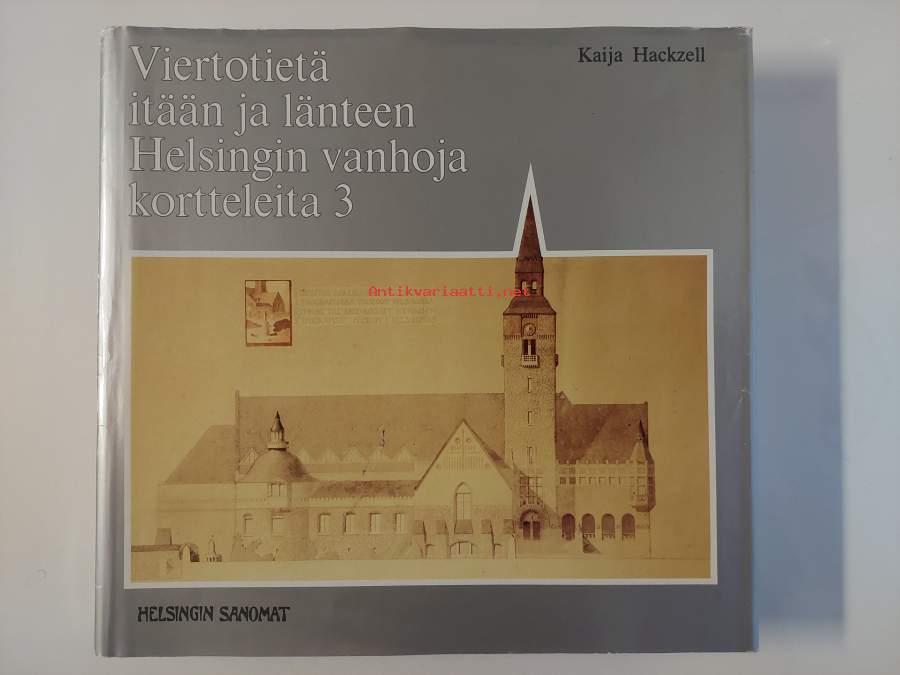 Viertotietä
itään ja länteen
Helsingin vanhoja
kortteleita 3
Kaija Hackzell
Antikvariaatti.net
HELSINGIN SANOMAT